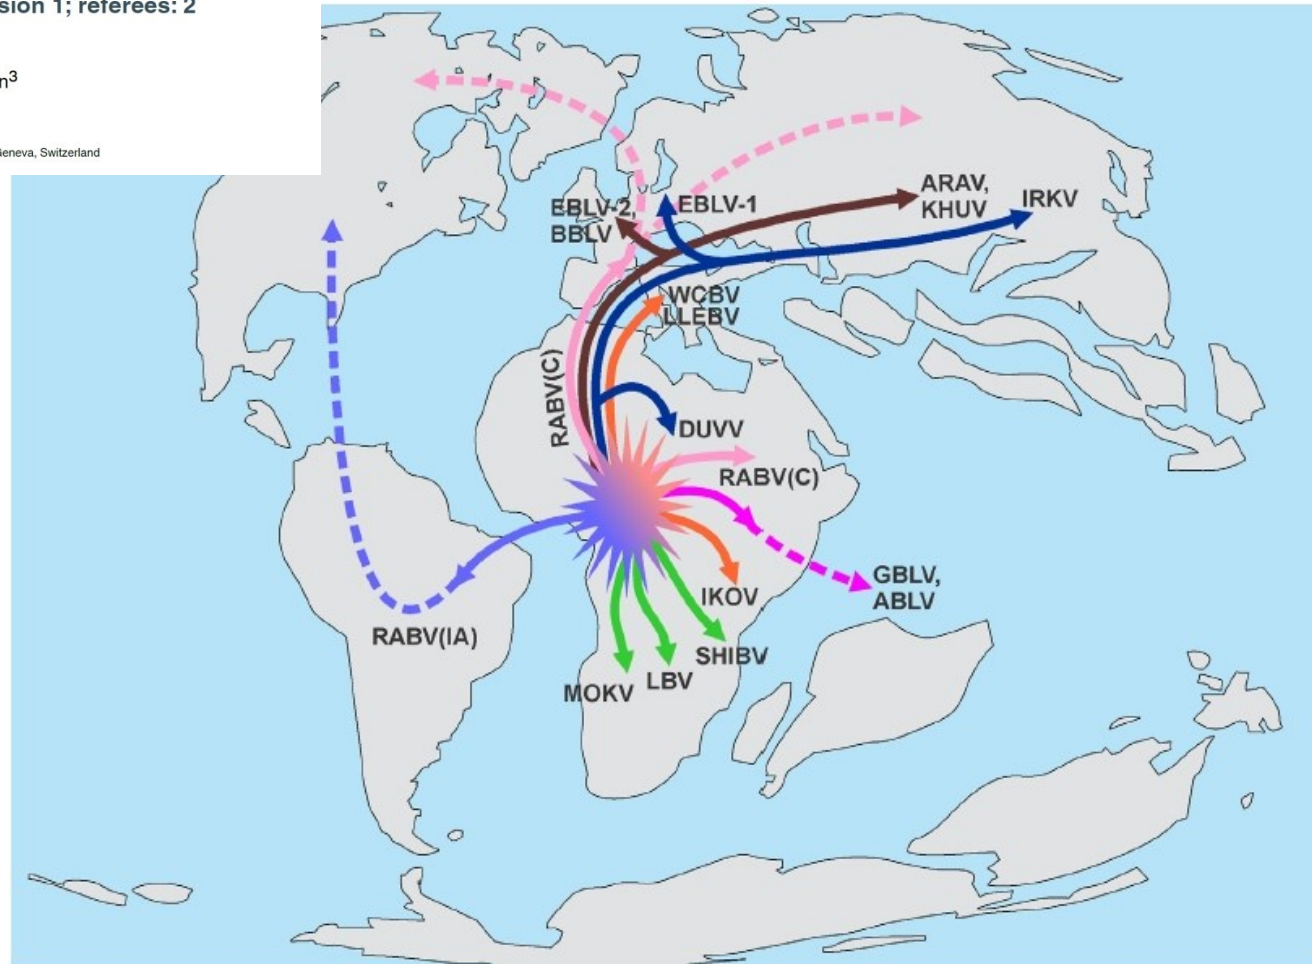 sion 1; referees: 2
n³
Geneva, Switzerland
ARAV,
KHUV
IRKV
EBLV-2,
BBLV
EBLV-1
WCBV
LLEBV
RABV(C)
DUVV
RABV(C)
GBLV,
ABLV
IKOV
RABV(IA)
SHIBV
LBV
MOKV